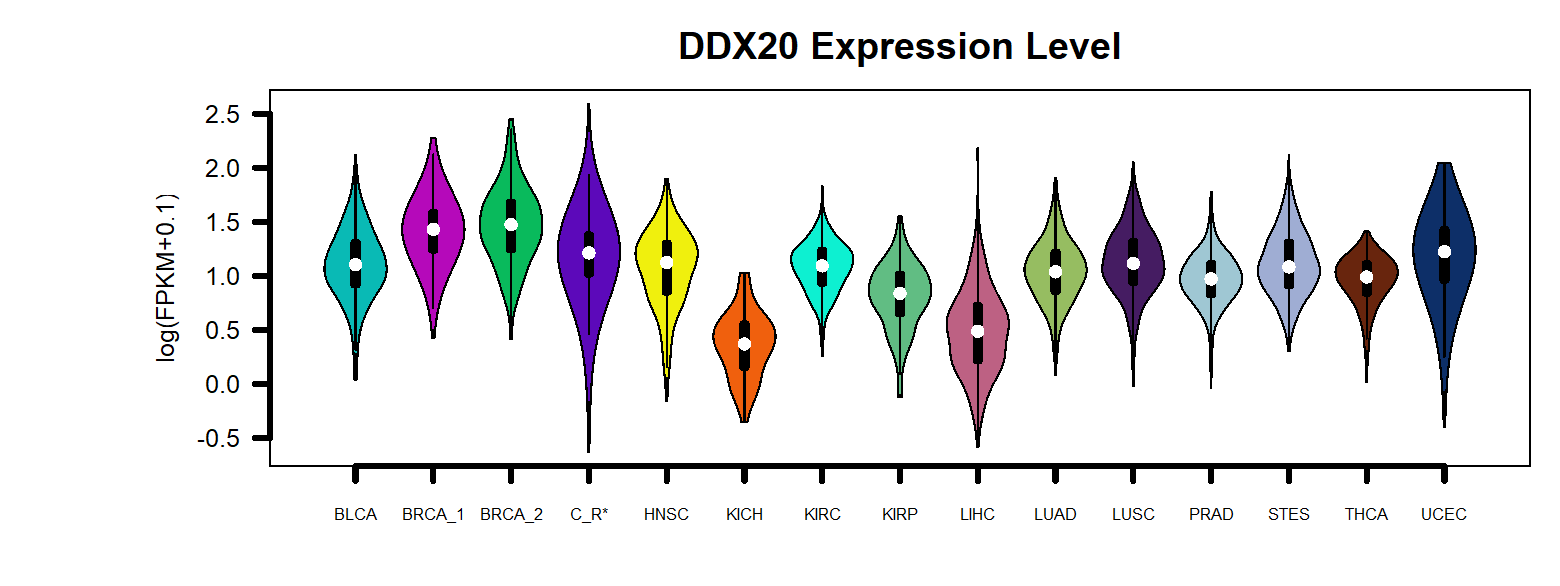 DDX20 Expression Level
log(FPKM+0.1)
2.5
2.0
1.5
1.0
0.5
0.0
-0.5
BLCA BRCA_1 BRCA_2 C_R* HNSC KICH KIRC KIRP LIHC LUAD LUSC PRAD STES THCA UCEC